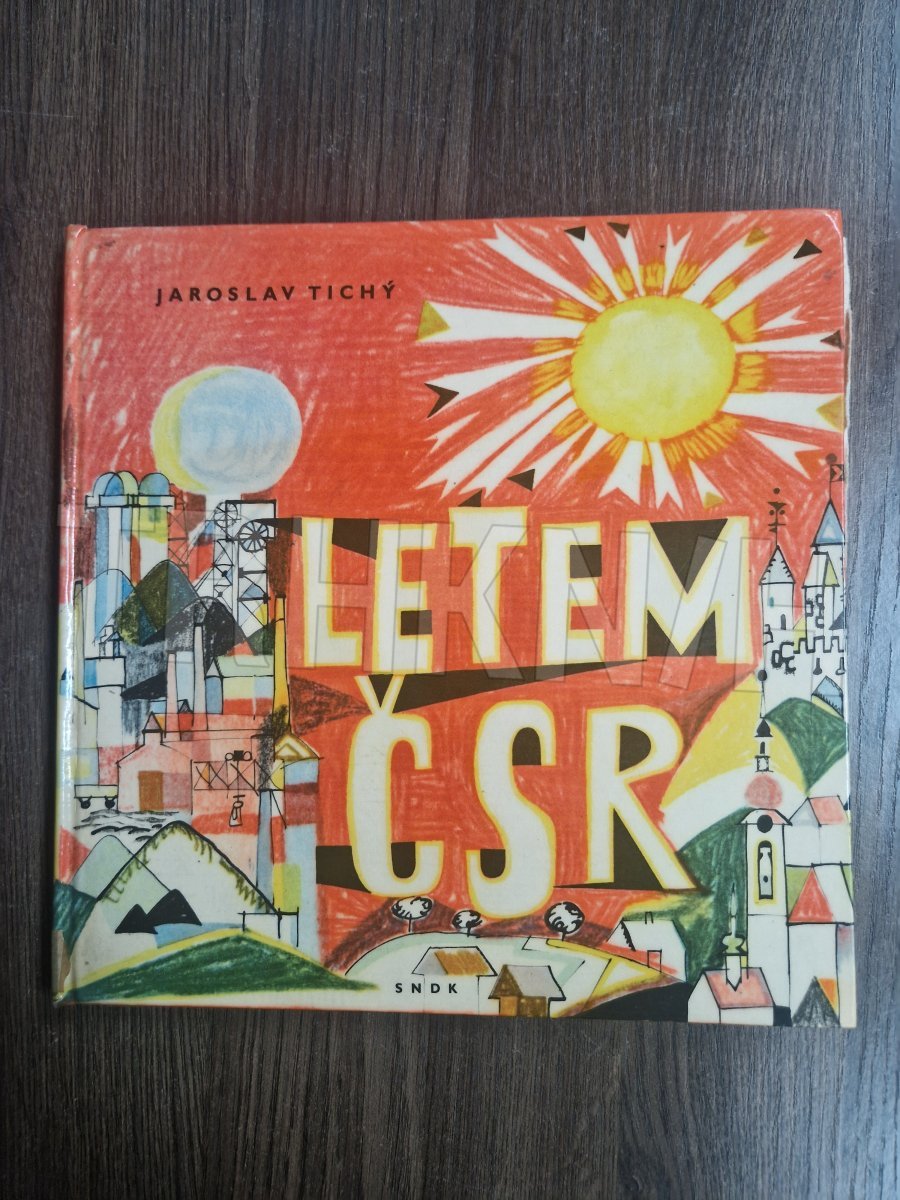 JAROSLAV TICHÝ
LETEM
ČSR
SNDK